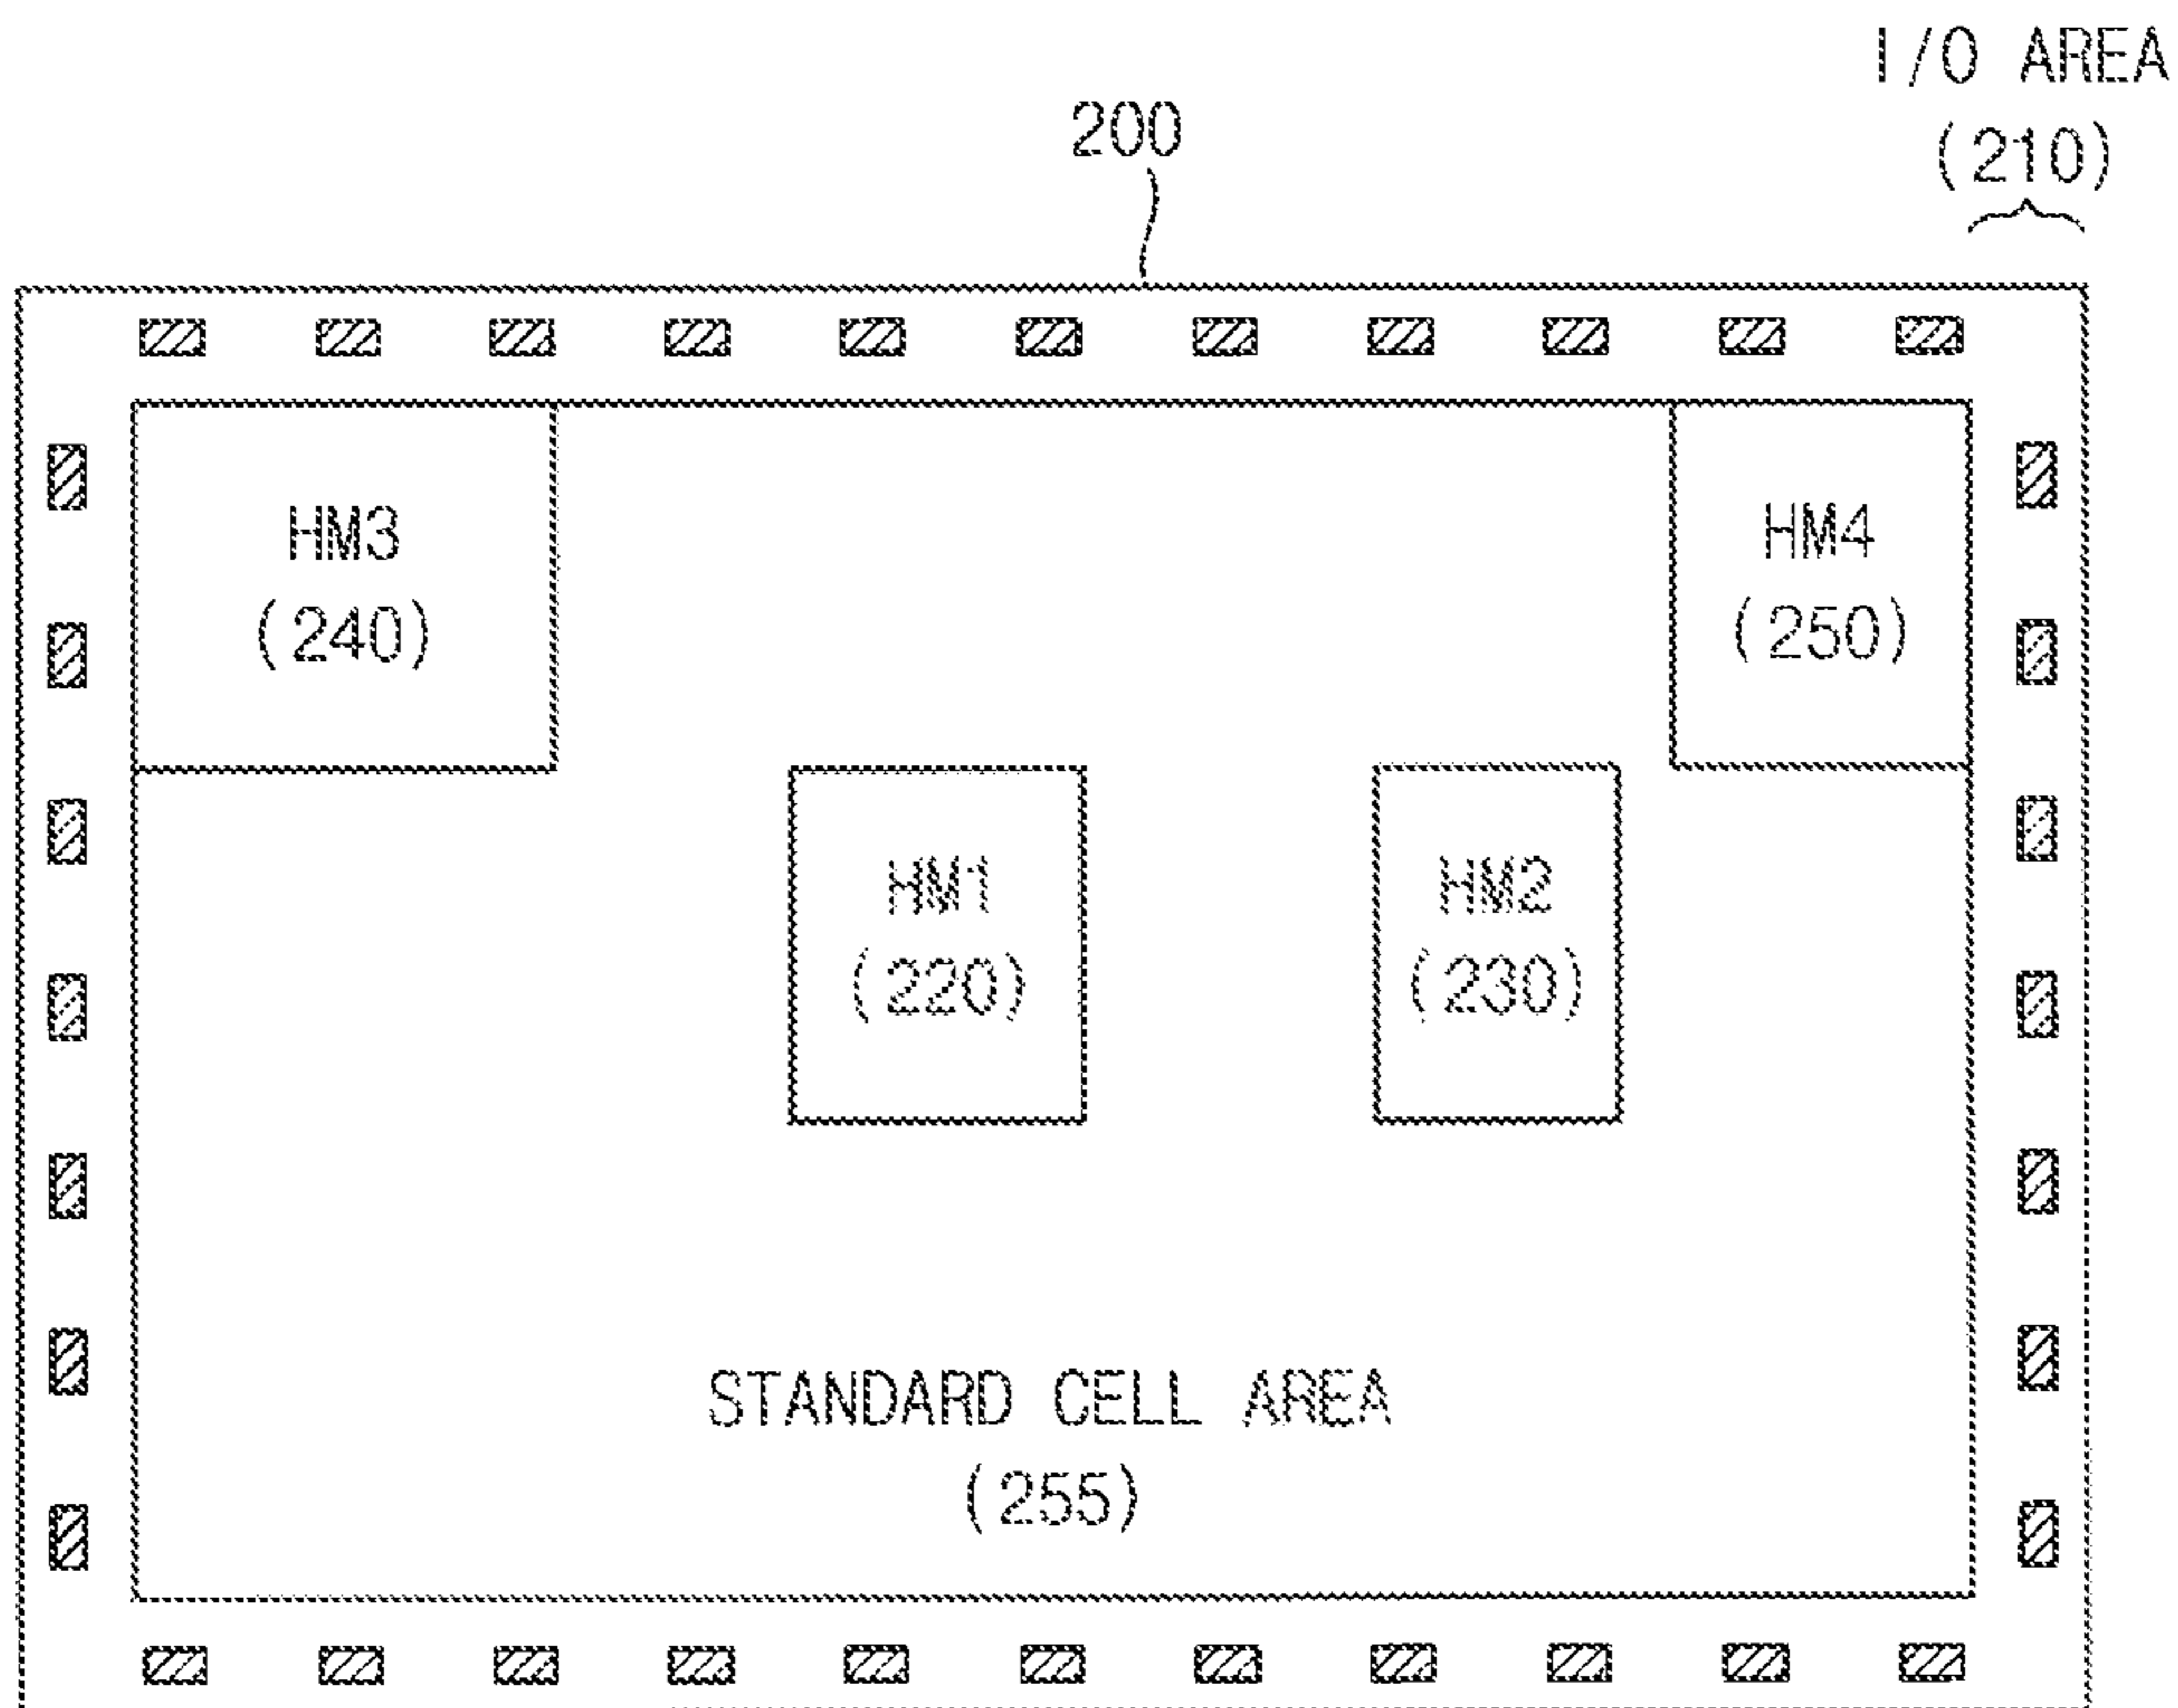 I/O AREA
(210)
200
HM3
(240)
HM4
(250)
HM1
(220)
HM2
(230)
STANDARD CELL AREA
(255)